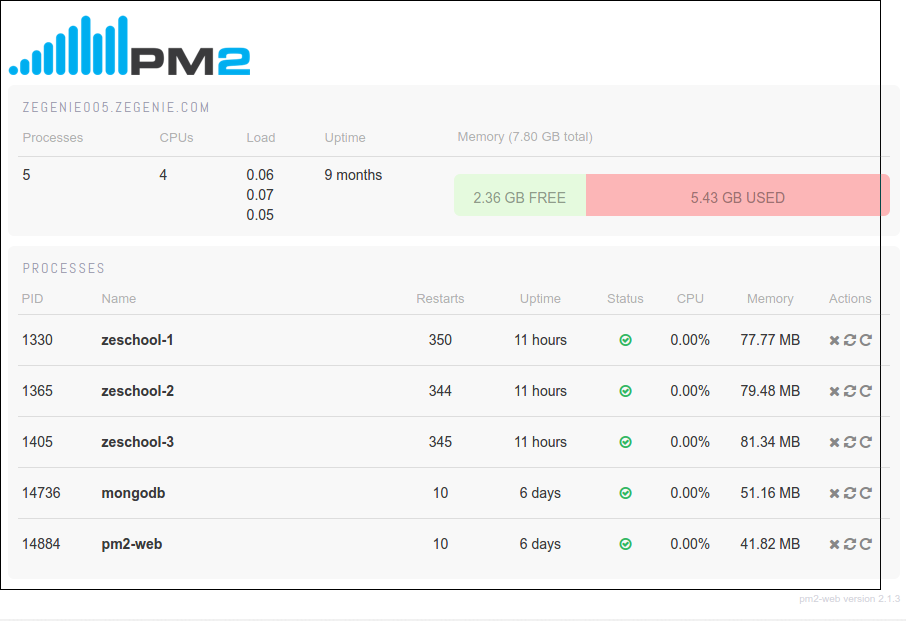 PM2
ZEGENIE005.ZEGENIE.COM
Processes CPUs Load Uptime Memory (7.80 GB total)
5 4 0.06 9 months
0.07
0.05
2.36 GB FREE 5.43 GB USED
PROCESSES
PID Name Restarts Uptime Status CPU Memory Actions
1330 zeschool-1 350 11 hours 0.00% 77.77 MB
1365 zeschool-2 344 11 hours 0.00% 79.48 MB
1405 zeschool-3 345 11 hours 0.00% 81.34 MB
14736 mongodb 10 6 days 0.00% 51.16 MB
14884 pm2-web 10 6 days 0.00% 41.82 MB
pm2-web version 2.1.3